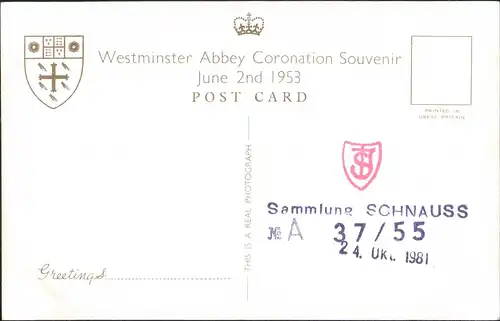 Westminster Abbey Coronation Souvenir
June 2nd 1953
POST CARD
PRINTED IN
GREAT BRITAIN
THIS IS A REAL PHOTOGRAPH
Sammlung SCHNAUSS
№ A 37/55
24. Okt. 1981
Greetings